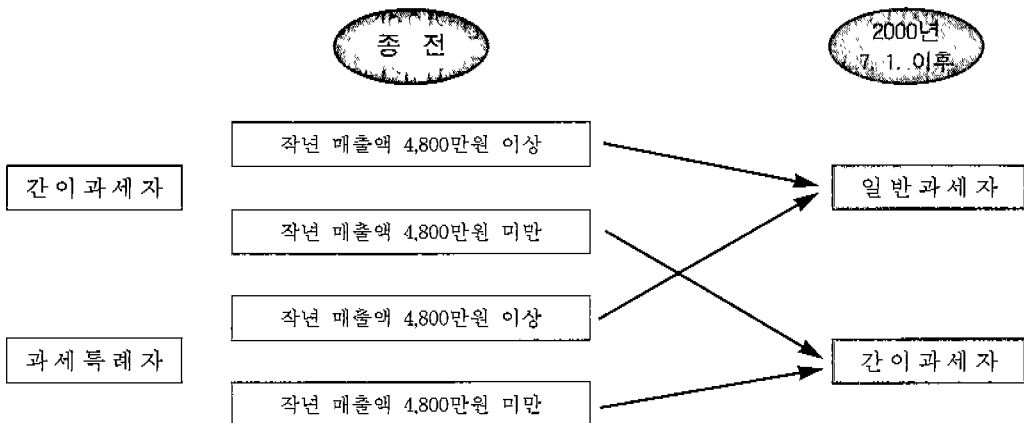 종 전
2000년
7. 1. 이후
작년 매출액 4,800만원 이상
간이과세자
일반과세자
작년 매출액 4,800만원 미만
작년 매출액 4,800만원 이상
과세특례자
간이과세자
작년 매출액 4,800만원 미만